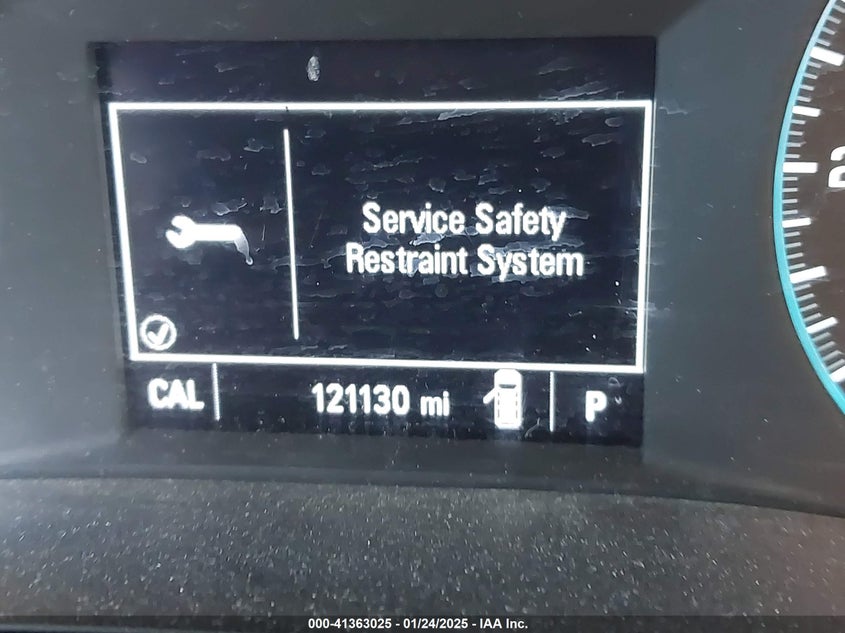 Service Safety
Restraint System
CAL 121130 mi P
000-41363025 - 01/24/2025 - IAA Inc.